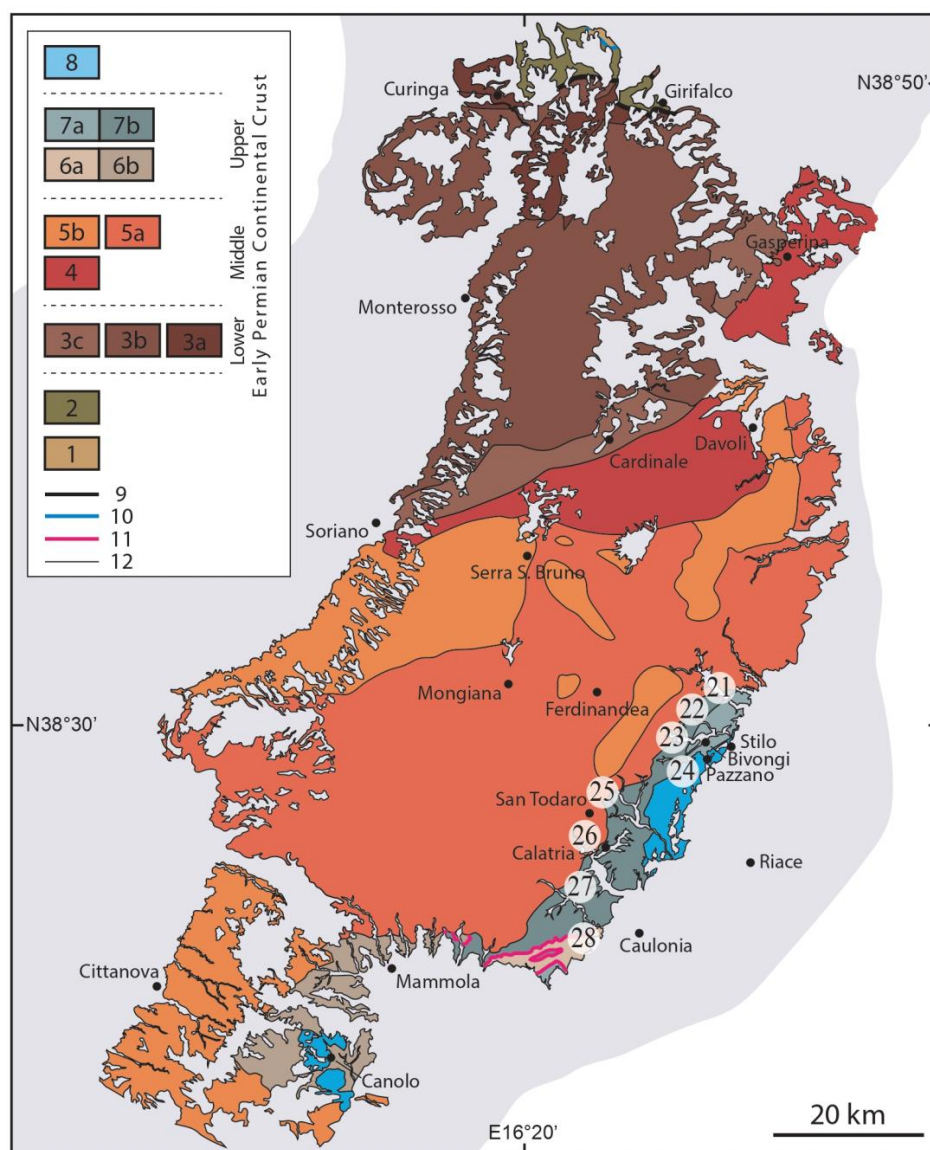 8
7a 7b
6a 6b
Upper
5b 5a
4
Middle
3c 3b 3a
Lower
Early Permian Continental Crust
2
1
9
10
11
12
N38°50'
Curinga
Girifalco
Gasperina
Monterosso
Davoli
Cardinale
Soriano
Serra S. Bruno
Mongiana
Ferdinandea
21
22
N38°30'
23
Stilo
Bivongi
Pazzano
24
25
San Todaro
26
Calatria
Riace
27
28
Caulonia
Cittanova
Mammola
Canolo
E16°20'
20 km